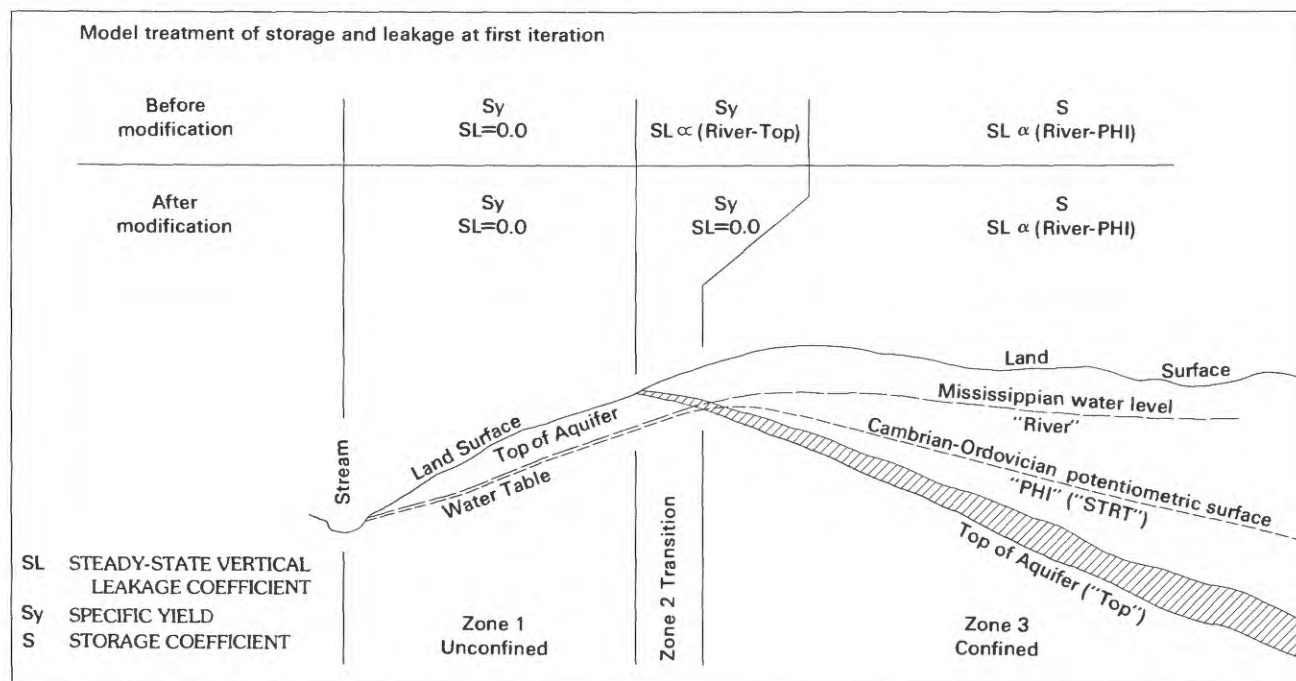 Model treatment of storage and leakage at first iteration
Before
modification
Sy
SL=0.0
Sy
SL ∝ (River-Top)
S
SL α (River-PHI)
After
modification
Sy
SL=0.0
Sy
SL=0.0
S
SL α (River-PHI)
Land Surface
Mississippian water level
"River"
Cambrian-Ordovician potentiometric surface
"PHI" ("STRT")
Top of Aquifer ("Top")
Land Surface
Top of Aquifer
Water Table
Stream
Zone 2 Transition
SL STEADY-STATE VERTICAL
LEAKAGE COEFFICIENT
Sy SPECIFIC YIELD
S STORAGE COEFFICIENT
Zone 1
Unconfined
Zone 3
Confined